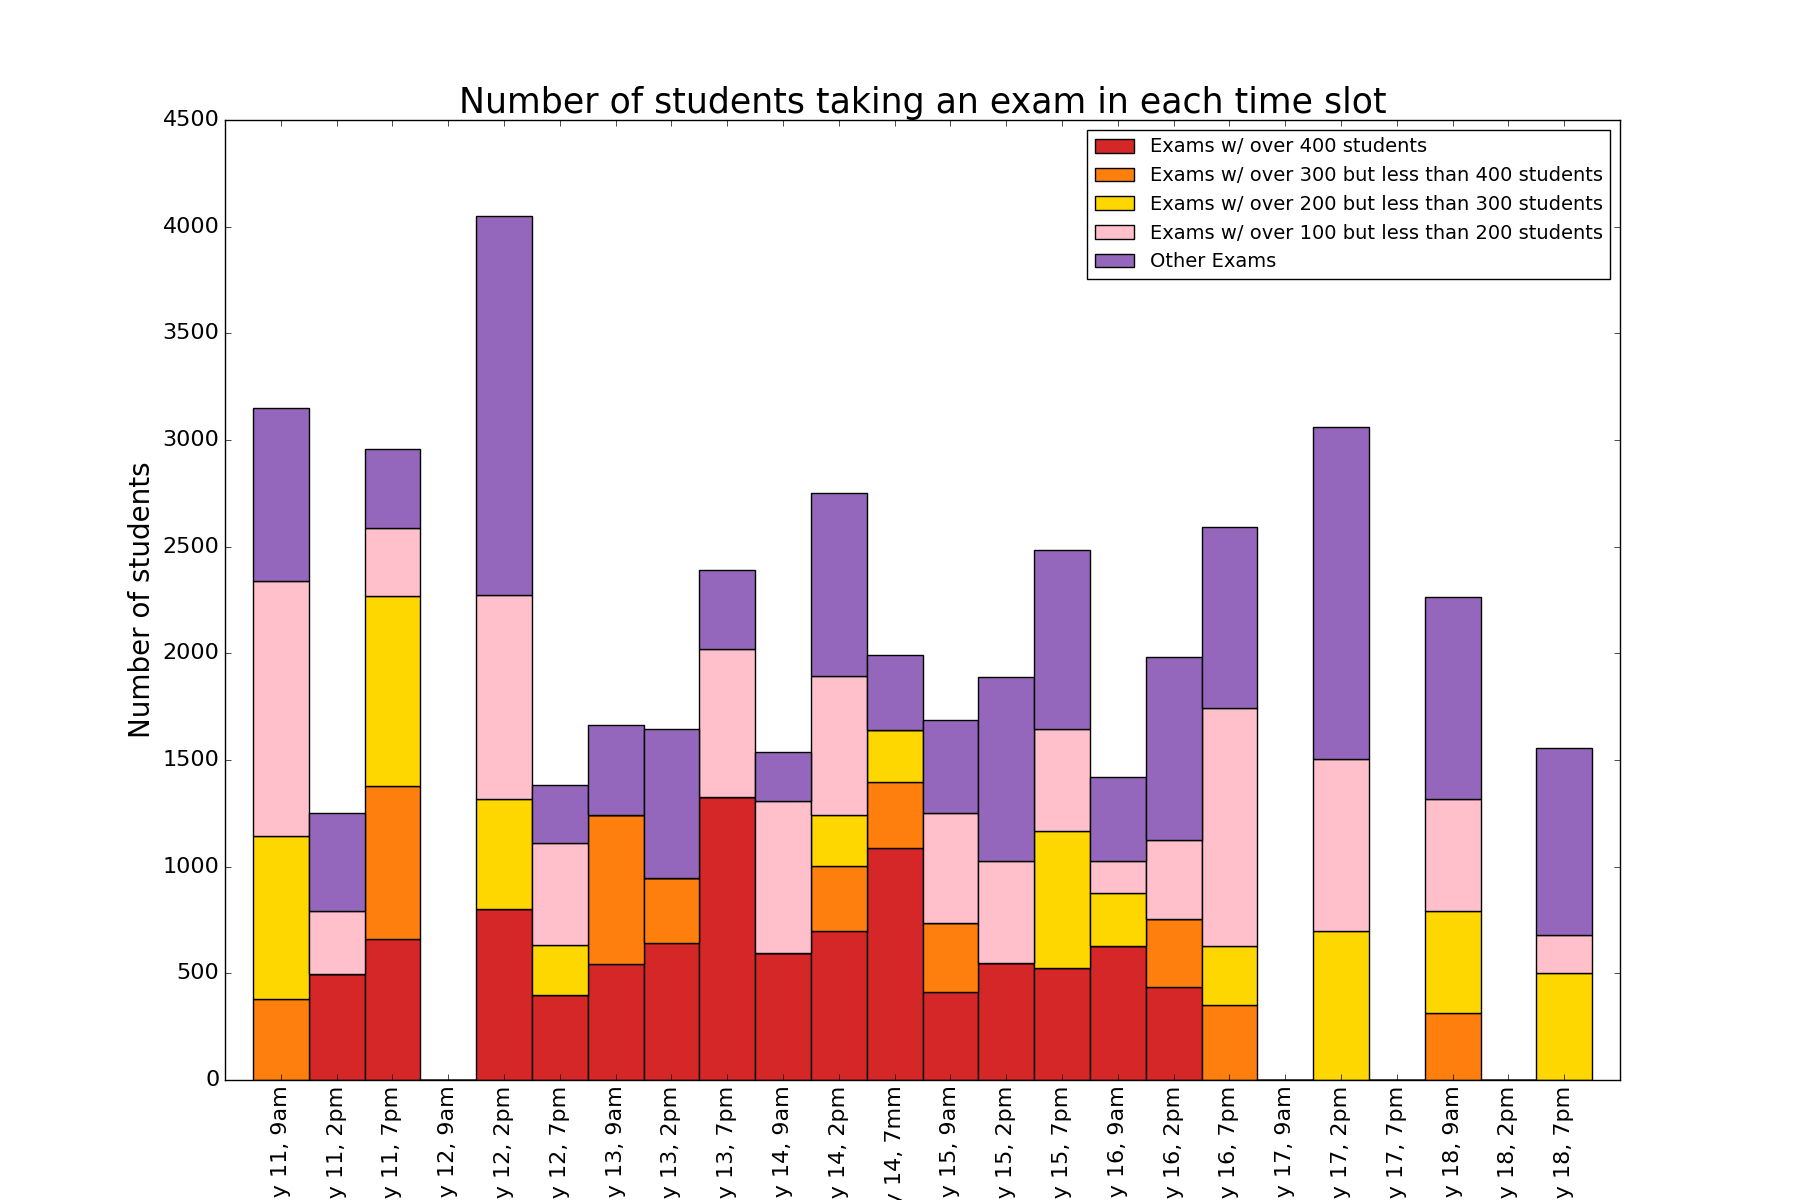 Number of students taking an exam in each time slot
Exams w/ over 400 students
Exams w/ over 300 but less than 400 students
Exams w/ over 200 but less than 300 students
Exams w/ over 100 but less than 200 students
Other Exams
Number of students
4500
4000
3500
3000
2500
2000
1500
1000
500
0
y 11, 9am
y 11, 2pm
y 11, 7pm
y 12, 9am
y 12, 2pm
y 12, 7pm
y 13, 9am
y 13, 2pm
y 13, 7pm
y 14, 9am
y 14, 2pm
y 14, 7mm
y 15, 9am
y 15, 2pm
y 15, 7pm
y 16, 9am
y 16, 2pm
y 16, 7pm
y 17, 9am
y 17, 2pm
y 17, 7pm
y 18, 9am
y 18, 2pm
y 18, 7pm